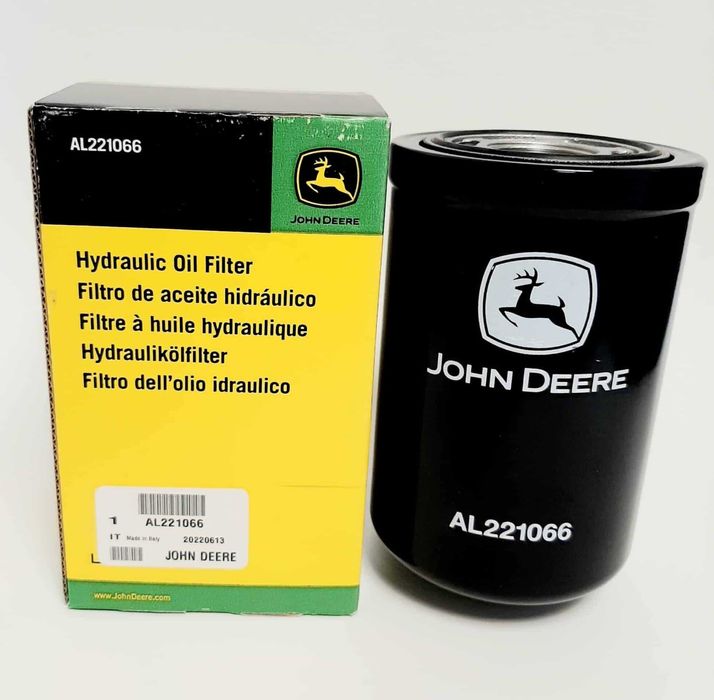 AL221066
JOHN DEERE
Hydraulic Oil Filter
Filtro de aceite hidráulico
Filtre à huile hydraulique
Hydraulikölfilter
Filtro dell'olio idraulico
1 AL221066
IT Made in Italy 20220613
JOHN DEERE
www.JohnDeere.com
JOHN DEERE
AL221066